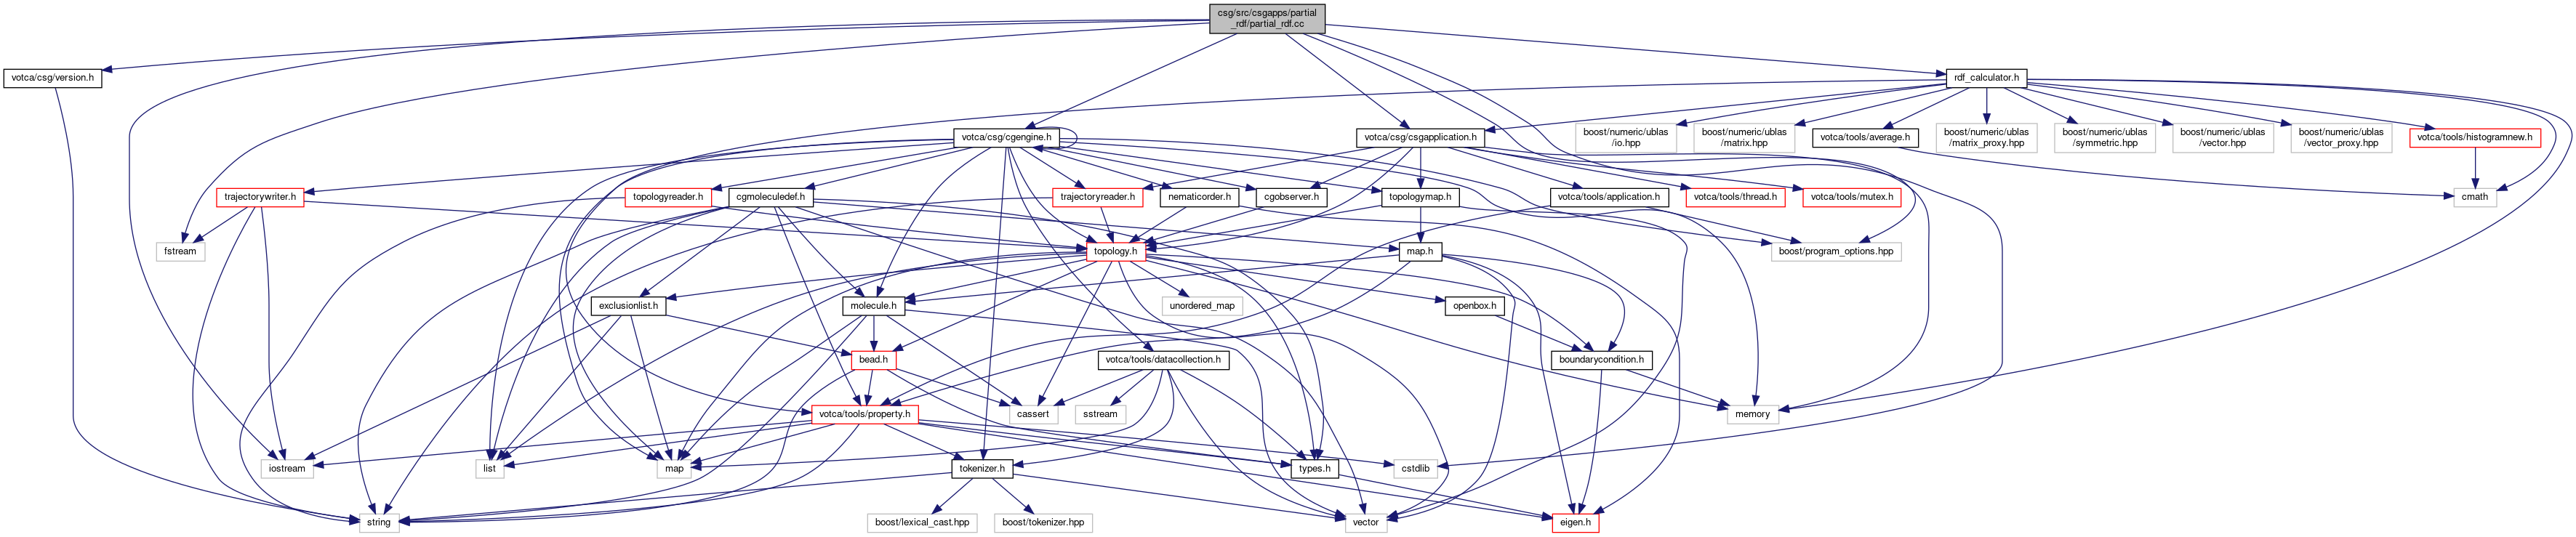 csg/src/csgapps/partial
_rdf/partial_rdf.cc
votca/csg/version.h
rdf_calculator.h
votca/csg/cgengine.h
votca/csg/csgapplication.h
boost/numeric/ublas
/io.hpp
boost/numeric/ublas
/matrix.hpp
votca/tools/average.h
boost/numeric/ublas
/matrix_proxy.hpp
boost/numeric/ublas
/symmetric.hpp
boost/numeric/ublas
/vector.hpp
boost/numeric/ublas
/vector_proxy.hpp
votca/tools/histogramnew.h
trajectorywriter.h
topologyreader.h
cgmoleculedef.h
trajectoryreader.h
nematicorder.h
cgobserver.h
topologymap.h
votca/tools/application.h
votca/tools/thread.h
votca/tools/mutex.h
cmath
fstream
topology.h
map.h
boost/program_options.hpp
exclusionlist.h
molecule.h
unordered_map
openbox.h
bead.h
votca/tools/datacollection.h
boundarycondition.h
votca/tools/property.h
cassert
sstream
memory
iostream
list
map
tokenizer.h
types.h
cstdlib
string
boost/lexical_cast.hpp
boost/tokenizer.hpp
vector
eigen.h